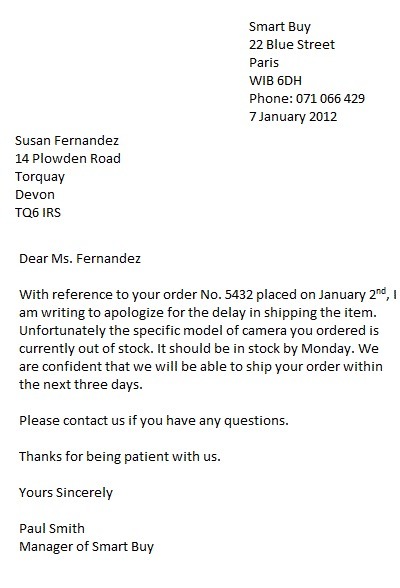 Smart Buy
22 Blue Street
Paris
WIB 6DH
Phone: 071 066 429
7 January 2012
Susan Fernandez
14 Plowden Road
Torquay
Devon
TQ6 IRS
Dear Ms. Fernandez
With reference to your order No. 5432 placed on January 2nd, I
am writing to apologize for the delay in shipping the item.
Unfortunately the specific model of camera you ordered is
currently out of stock. It should be in stock by Monday. We
are confident that we will be able to ship your order within
the next three days.
Please contact us if you have any questions.
Thanks for being patient with us.
Yours Sincerely
Paul Smith
Manager of Smart Buy